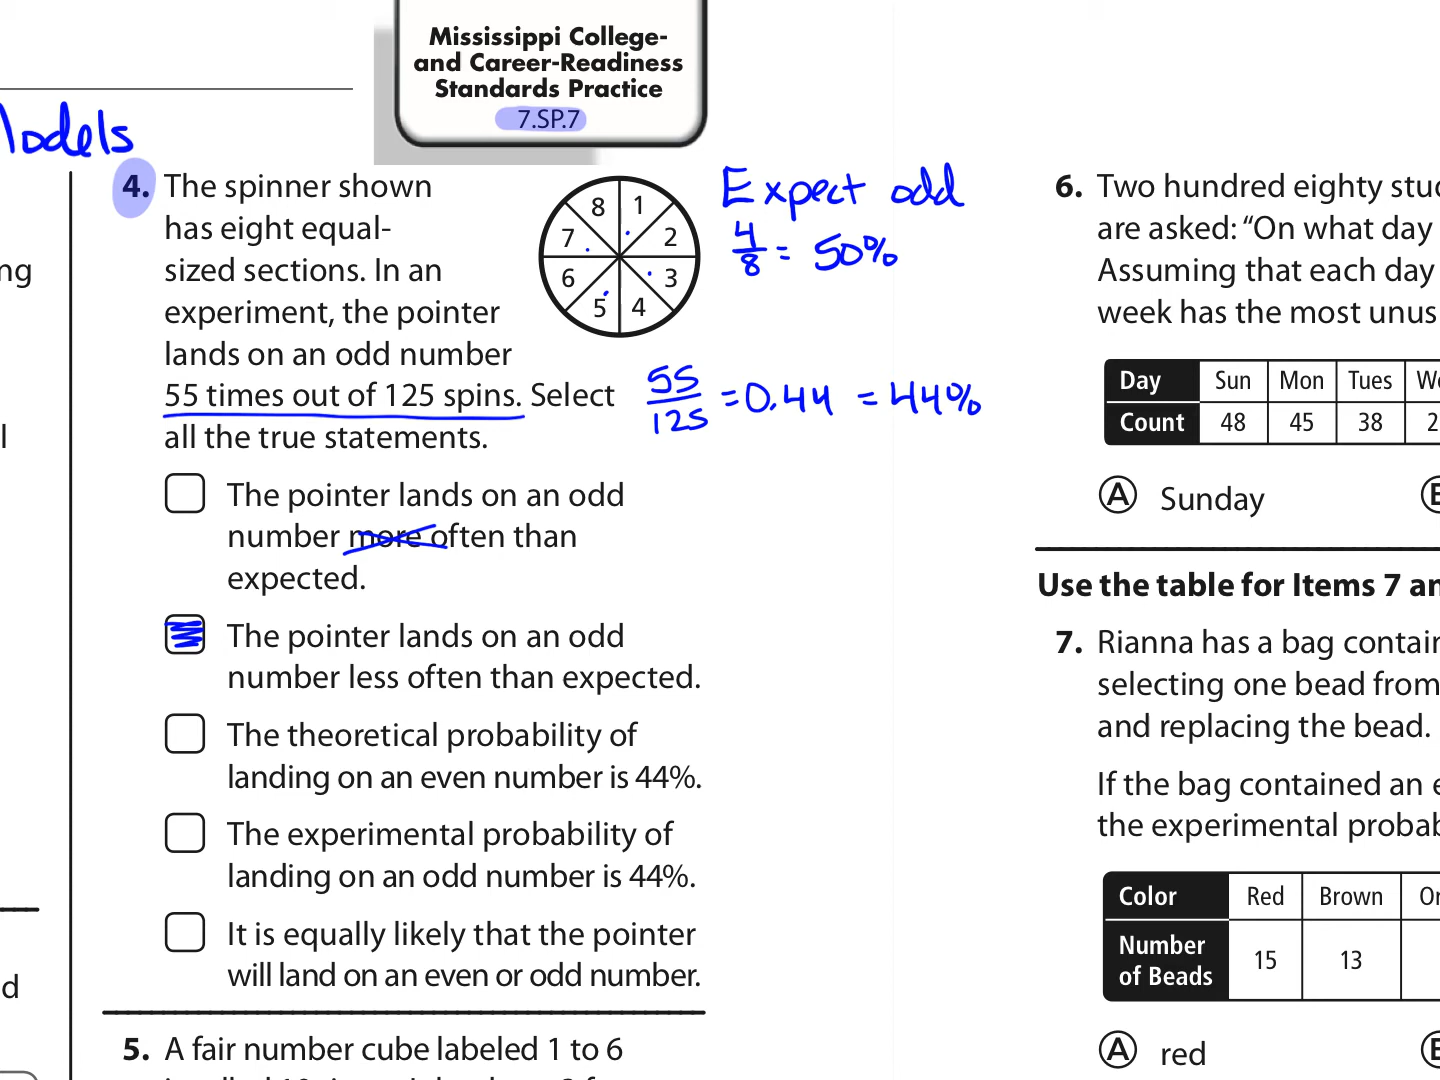 Mississippi College-
and Career-Readiness
Standards Practice
7.SP.7
Models
4. The spinner shown
has eight equal-
sized sections. In an
experiment, the pointer
lands on an odd number
55 times out of 125 spins. Select
all the true statements.
8 1
7 2
6 3
5 4
Expect odd
4/8 = 50%
55/125 = 0.44 = 44%
The pointer lands on an odd
number more often than
expected.
The pointer lands on an odd
number less often than expected.
The theoretical probability of
landing on an even number is 44%.
The experimental probability of
landing on an odd number is 44%.
It is equally likely that the pointer
will land on an even or odd number.
5. A fair number cube labeled 1 to 6
6. Two hundred eighty
are asked: “On what day
Assuming that each day
week has the most
Day Sun Mon Tues
Count 48 45 38
A Sunday
Use the table for Items 7
7. Rianna has a bag
selecting one bead from
and replacing the bead.
If the bag contained an
the experimental
Color Red Brown
Number
of Beads 15 13
A red